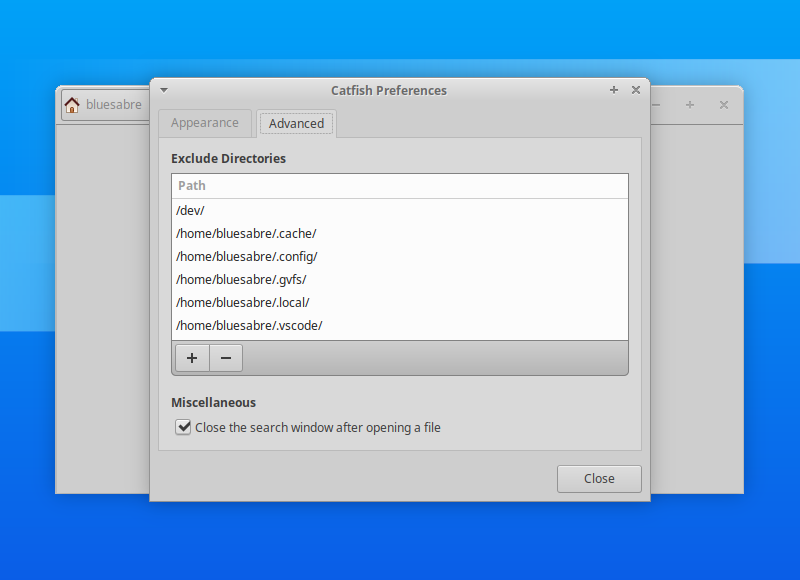 Catfish Preferences
bluesabre
Appearance
Advanced
Exclude Directories
Path
/dev/
/home/bluesabre/.cache/
/home/bluesabre/.config/
/home/bluesabre/.gvfs/
/home/bluesabre/.local/
/home/bluesabre/.vscode/
Miscellaneous
Close the search window after opening a file
Close